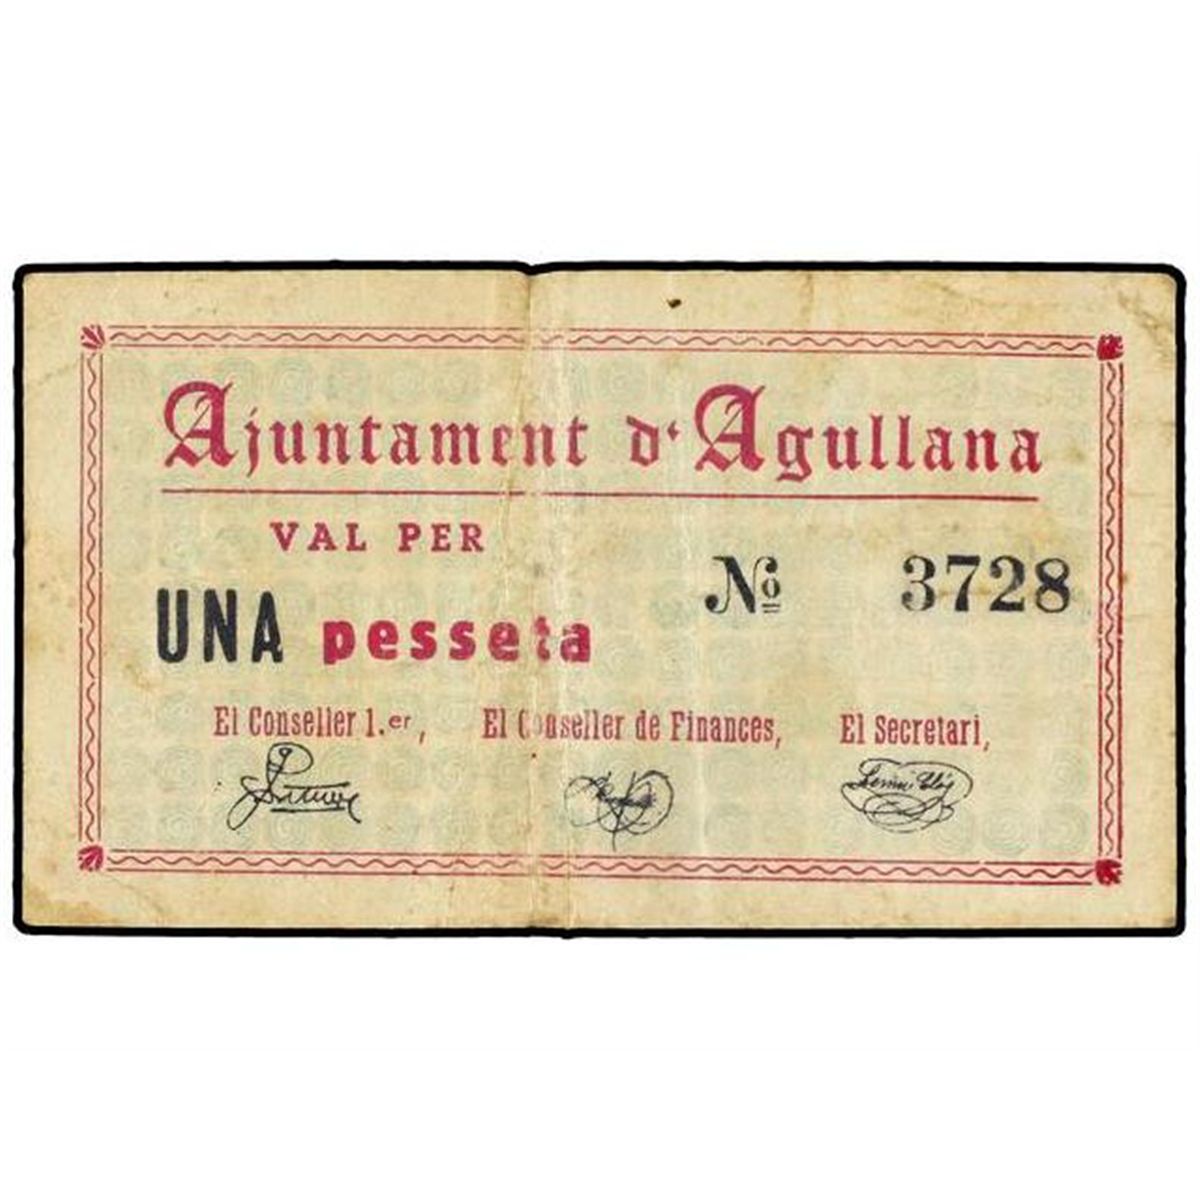 Ajuntament d'Agullana
VAL PER
Nº 3728
UNA pesseta
El Conseller 1.er, El Conseller de Finances, El Secretari,